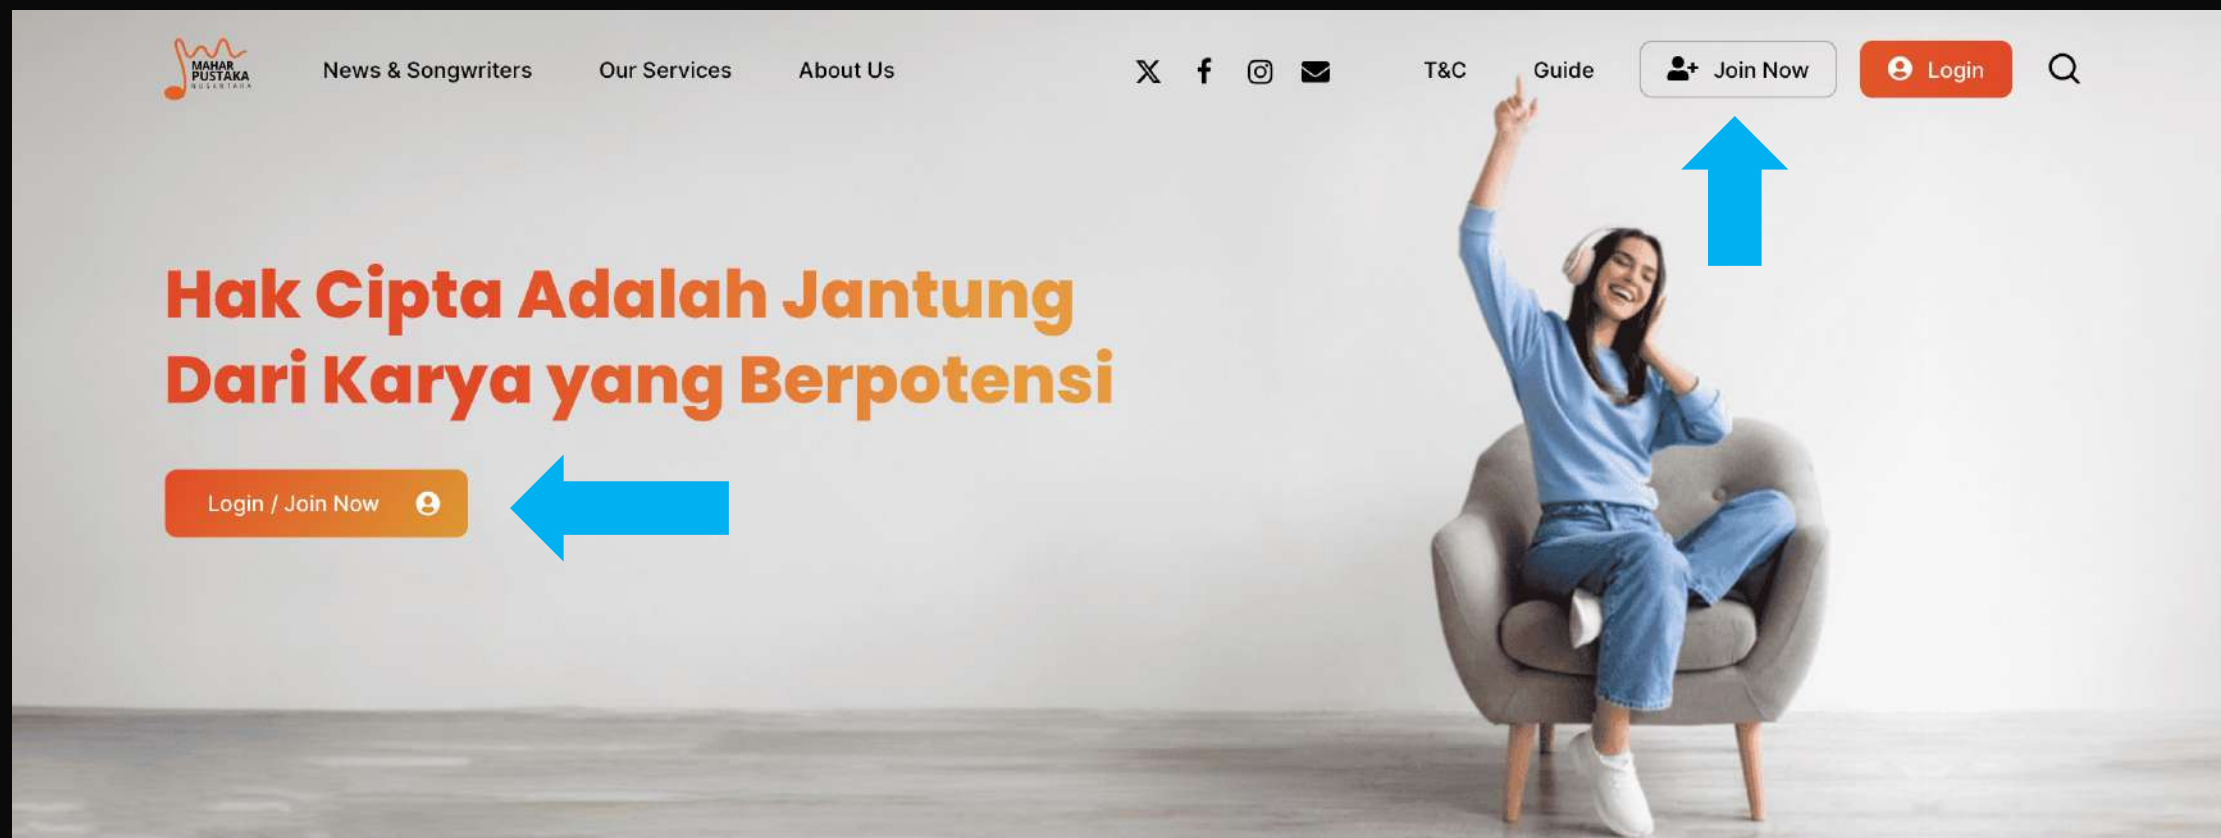 MAHAR
PUSTAKA
NUSANTARA
News & Songwriters
Our Services
About Us
T&C
Guide
Join Now
Login
Hak Cipta Adalah Jantung
Dari Karya yang Berpotensi
Login / Join Now